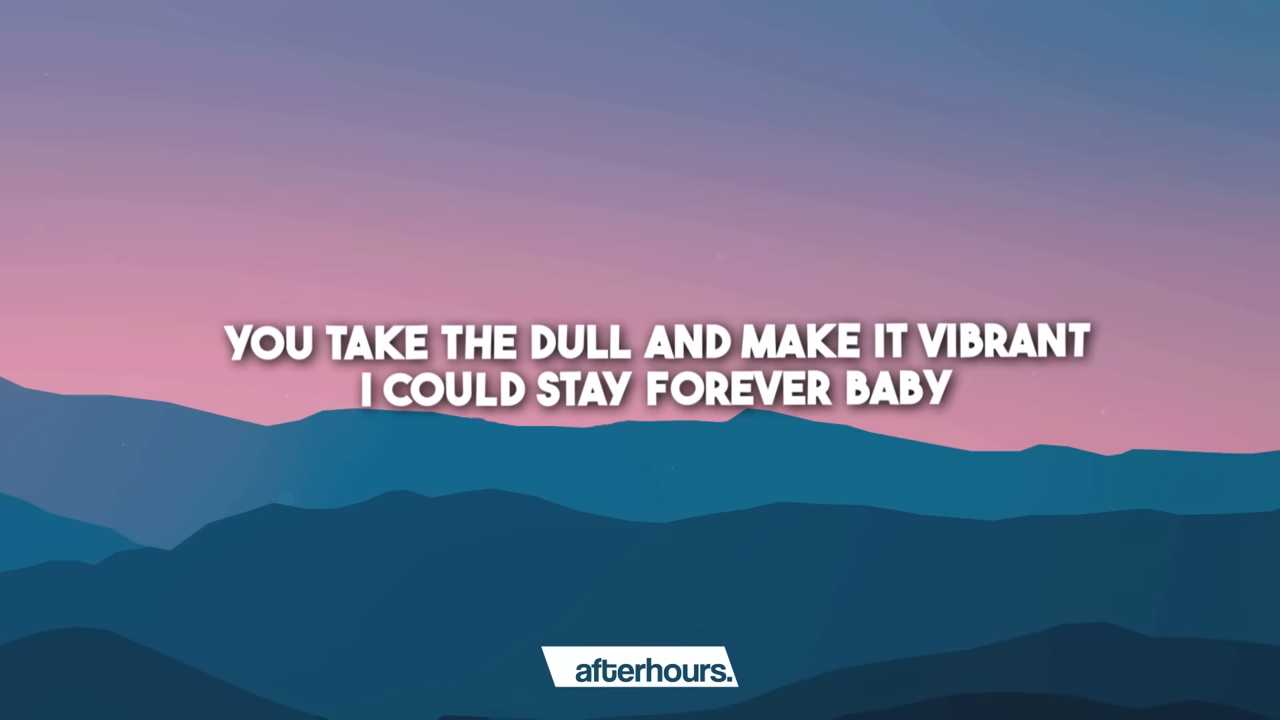 YOU TAKE THE DULL AND MAKE IT VIBRANT
I COULD STAY FOREVER BABY
afterhours.